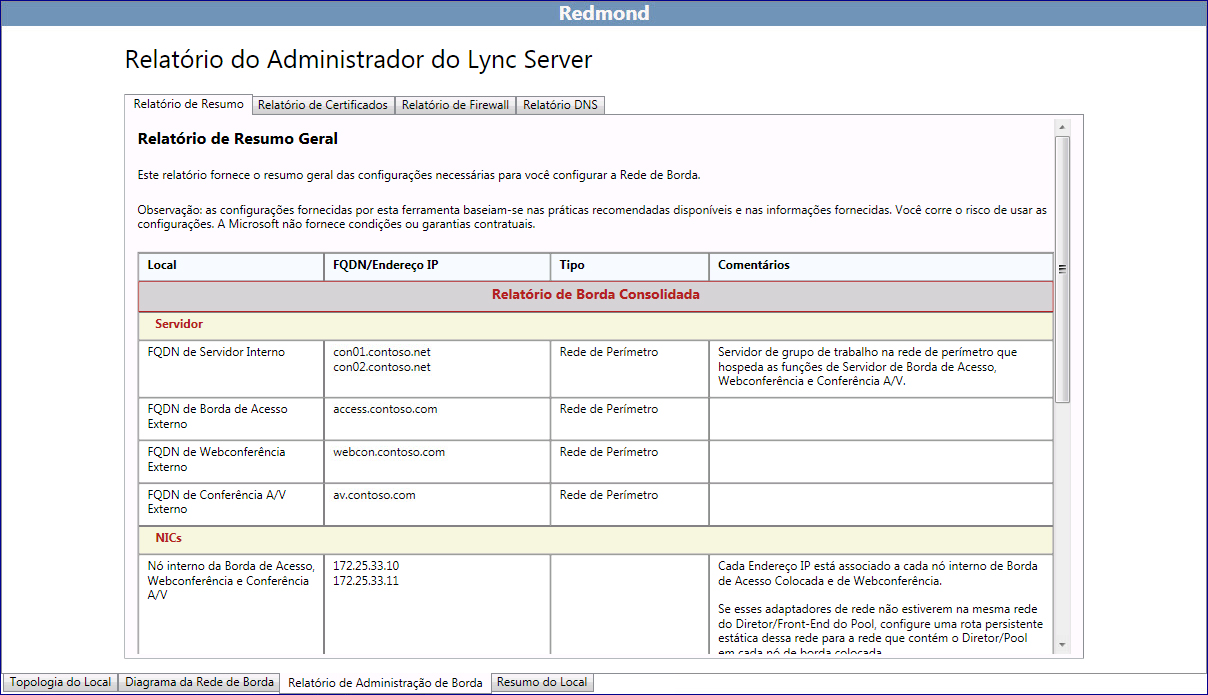 Redmond
Relatório do Administrador do Lync Server
Relatório de Resumo
Relatório de Certificados
Relatório de Firewall
Relatório DNS
Relatório de Resumo Geral
Este relatório fornece o resumo geral das configurações necessárias para você configurar a Rede de Borda.
Observação: as configurações fornecidas por esta ferramenta baseiam-se nas práticas recomendadas disponíveis e nas informações fornecidas. Você corre o risco de usar as
configurações. A Microsoft não fornece condições ou garantias contratuais.
Local
FQDN/Endereço IP
Tipo
Comentários
Relatório de Borda Consolidada
Servidor
FQDN de Servidor Interno
con01.contoso.net
con02.contoso.net
Rede de Perímetro
Servidor de grupo de trabalho na rede de perímetro que
hospeda as funções de Servidor de Borda de Acesso,
Webconferência e Conferência A/V.
FQDN de Borda de Acesso
Externo
access.contoso.com
Rede de Perímetro
FQDN de Webconferência
Externo
webcon.contoso.com
Rede de Perímetro
FQDN de Conferência A/V
Externo
av.contoso.com
Rede de Perímetro
NICs
Nó interno da Borda de Acesso,
Webconferência e Conferência
A/V
172.25.33.10
172.25.33.11
Cada Endereço IP está associado a cada nó interno de Borda
de Acesso Colocada e de Webconferência.
Se esses adaptadores de rede não estiverem na mesma rede
do Diretor/Front-End do Pool, configure uma rota persistente
estática dessa rede para a rede que contém o Diretor/Pool
em cada nó de borda colocada
Topologia do Local
Diagrama da Rede de Borda
Relatório de Administração de Borda
Resumo do Local